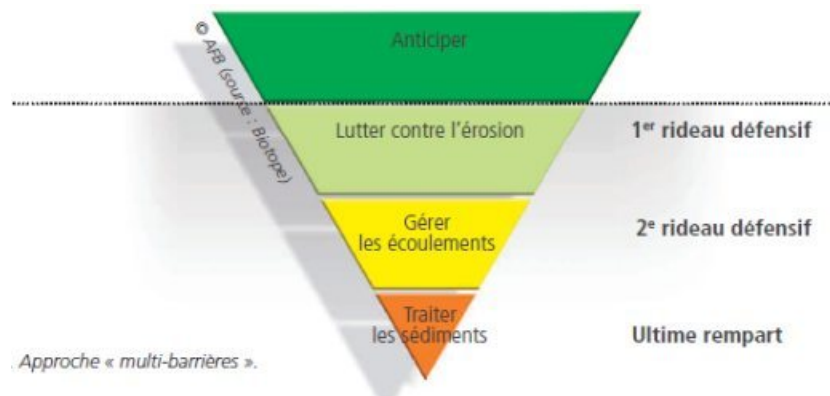 Anticiper
© AFB (source : Biotope)
Lutter contre l'érosion
1er rideau défensif
Gérer
les écoulements
2e rideau défensif
Traiter
les sédiments
Ultime rempart
. Approche « multi-barrières ».